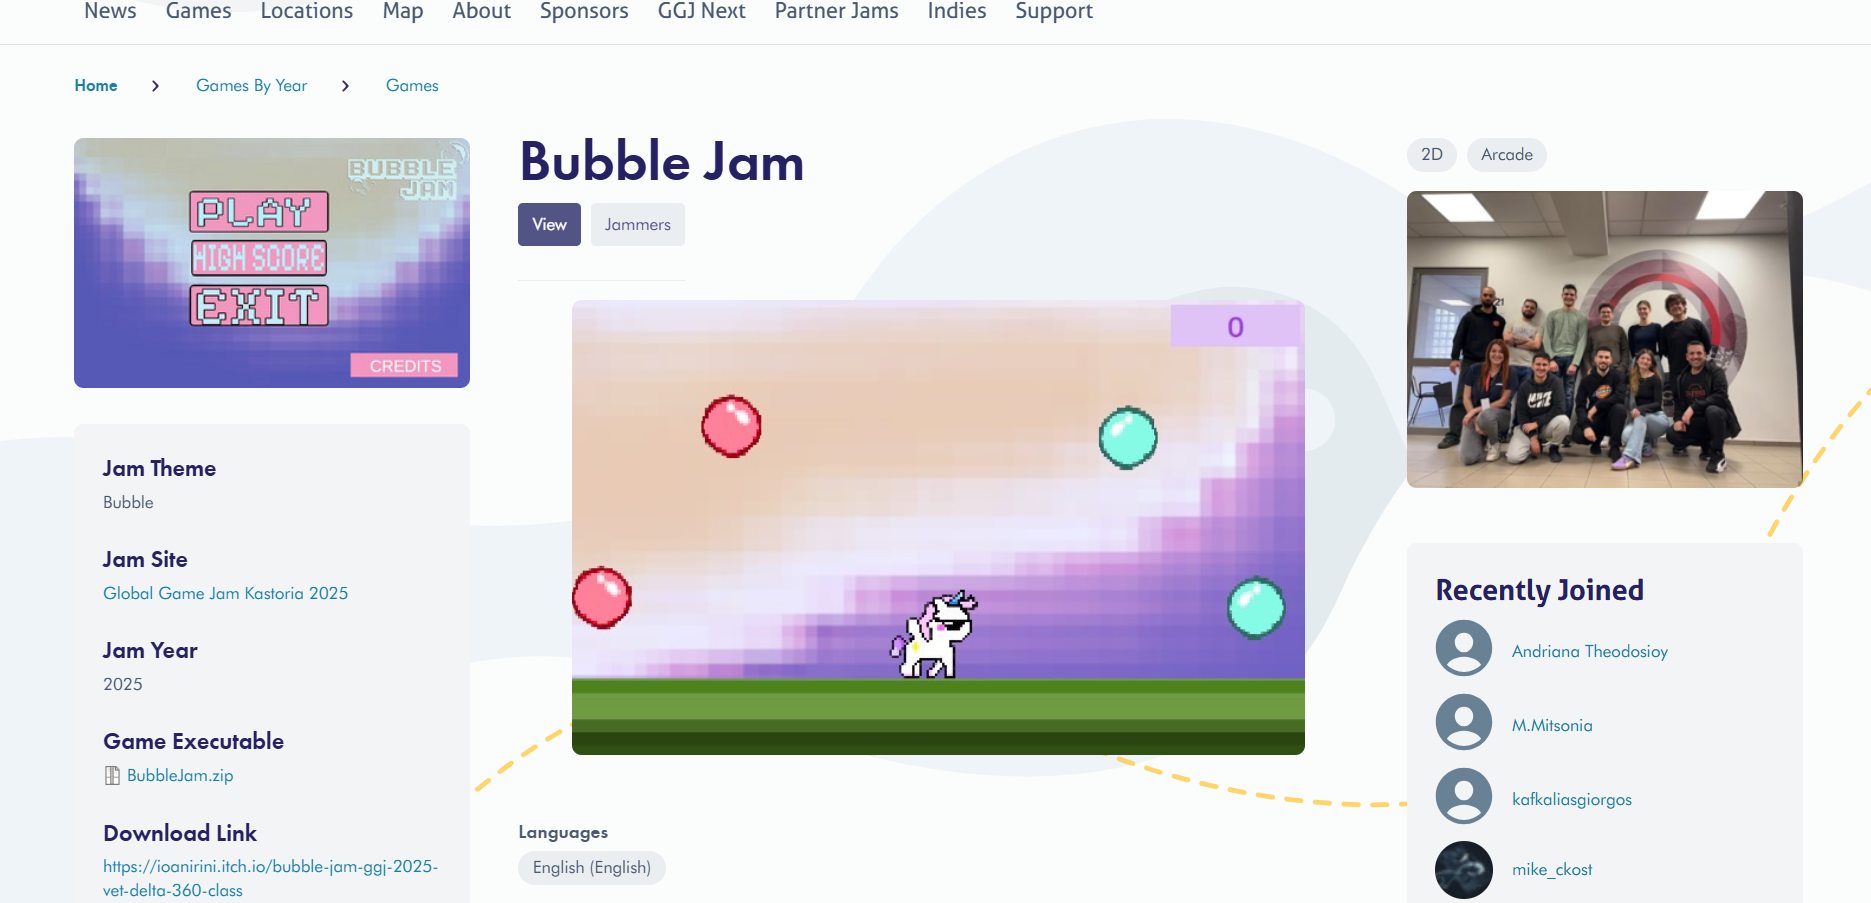 News Games Locations Map About Sponsors GGJ Next Partner Jams Indies Support
Home > Games By Year > Games
BUBBLE
JAM
PLAY
HIGH SCORE
EXIT
CREDITS
Jam Theme
Bubble
Jam Site
Global Game Jam Kastoria 2025
Jam Year
2025
Game Executable
BubbleJam.zip
Download Link
https://ioanirini.itch.io/bubble-jam-ggj-2025-
vet-delta-360-class
Bubble Jam
View Jammers
0
Languages
English (English)
2D Arcade
21
Recently Joined
Andriana Theodosioy
M.Mitsonia
kafkaliasgiorgos
mike_ckost